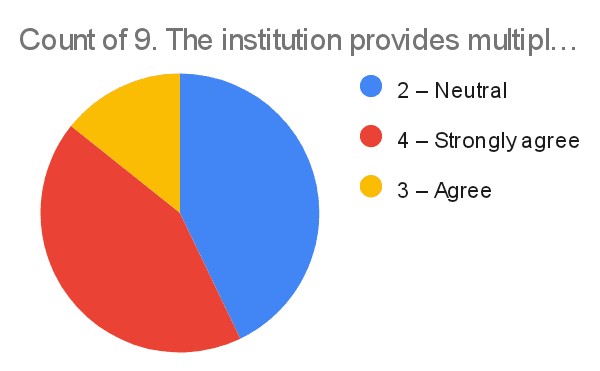 Count of 9. The institution provides multipl…
2 – Neutral
4 – Strongly agree
3 – Agree